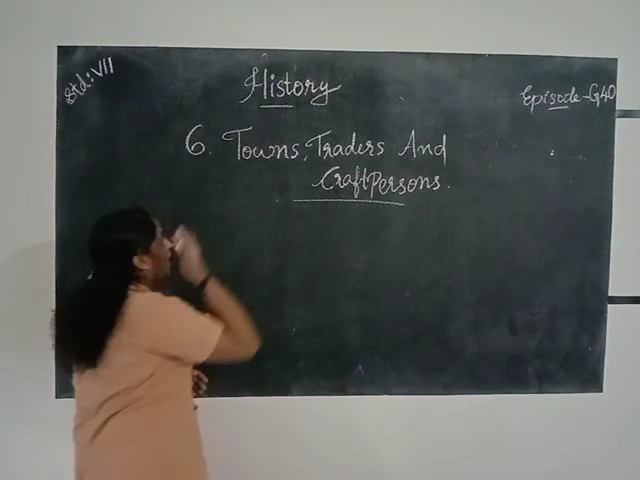 Std:VII
History
Episode-G40
6. Towns, Traders And
CraftPersons.